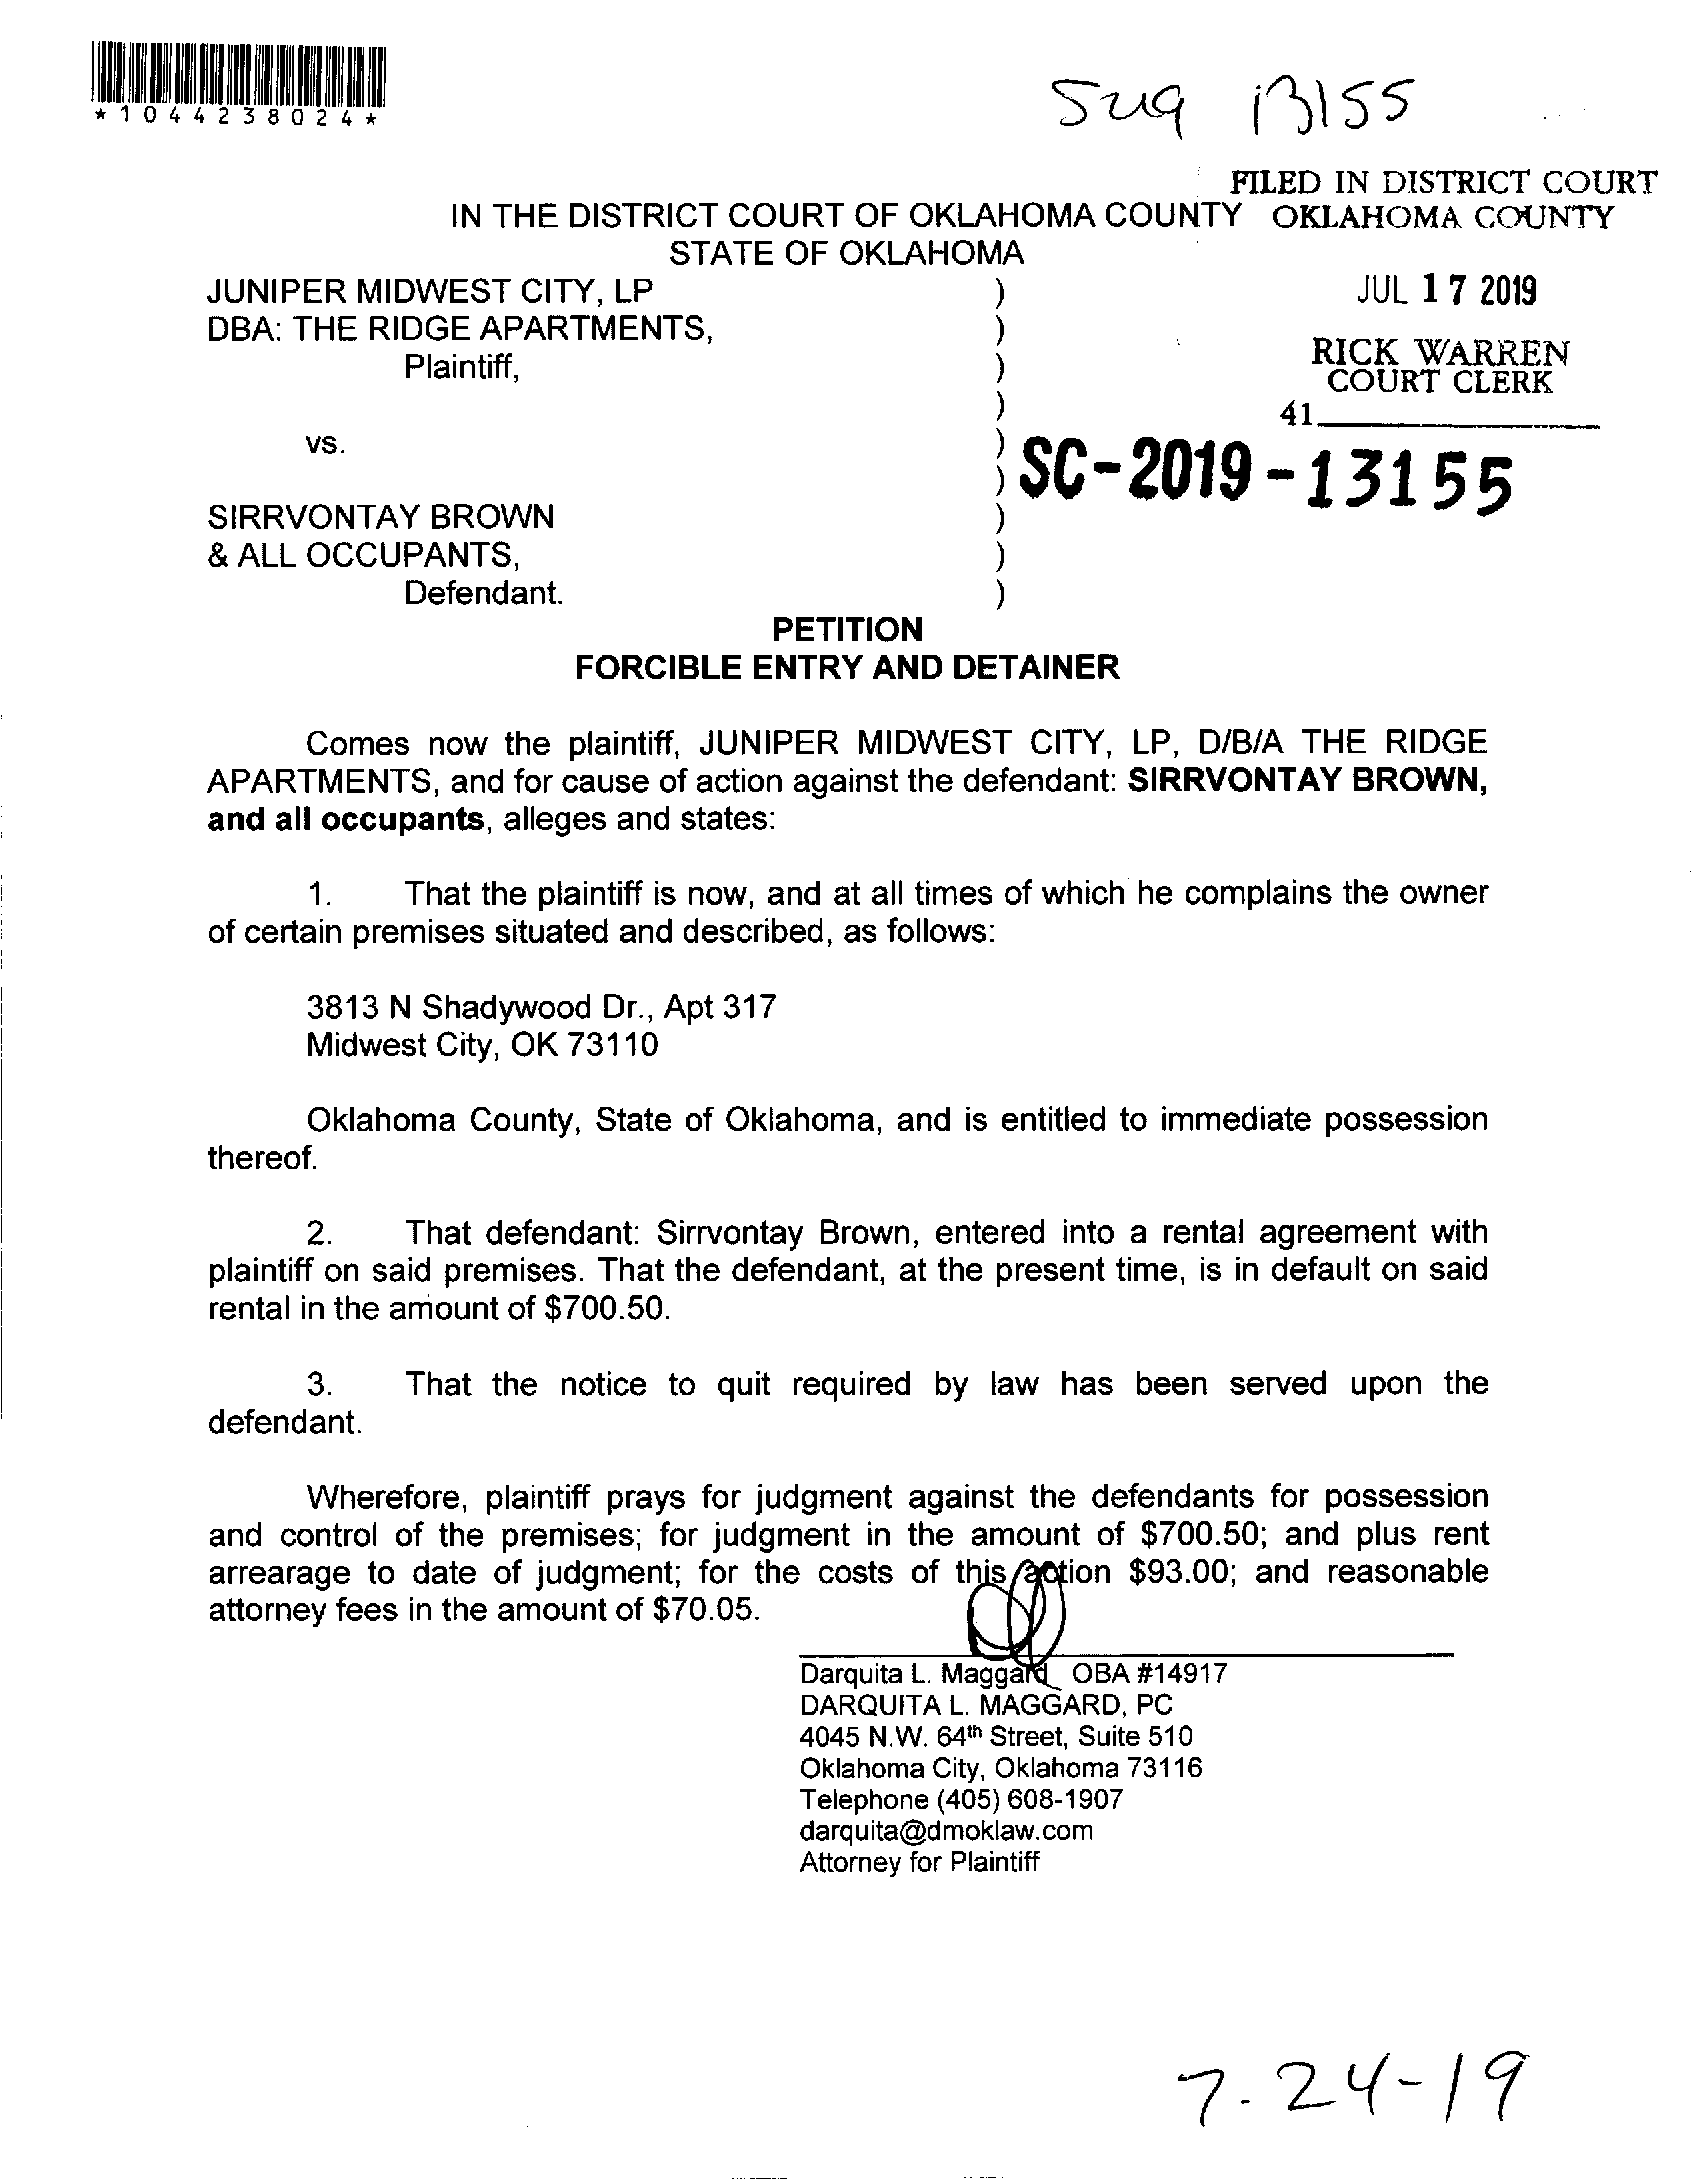 *1044238024*
13155
FILED IN DISTRICT COURT
OKLAHOMA COUNTY
IN THE DISTRICT COURT OF OKLAHOMA COUNTY
STATE OF OKLAHOMA
JUL 17 2019
RICK WARREN
COURT CLERK
41
JUNIPER MIDWEST CITY, LP )
DBA: THE RIDGE APARTMENTS, )
Plaintiff, )
)
vs. )
) SC-2019-13155
SIRRVONTAY BROWN )
& ALL OCCUPANTS, )
Defendant. )
PETITION
FORCIBLE ENTRY AND DETAINER
Comes now the plaintiff, JUNIPER MIDWEST CITY, LP, D/B/A THE RIDGE
APARTMENTS, and for cause of action against the defendant: SIRRVONTAY BROWN,
and all occupants, alleges and states:
1. That the plaintiff is now, and at all times of which he complains the owner
of certain premises situated and described, as follows:
3813 N Shadywood Dr., Apt 317
Midwest City, OK 73110
Oklahoma County, State of Oklahoma, and is entitled to immediate possession
thereof.
2. That defendant: Sirrvontay Brown, entered into a rental agreement with
plaintiff on said premises. That the defendant, at the present time, is in default on said
rental in the amount of $700.50.
3. That the notice to quit required by law has been served upon the
defendant.
Wherefore, plaintiff prays for judgment against the defendants for possession
and control of the premises; for judgment in the amount of $700.50; and plus rent
arrearage to date of judgment; for the costs of this action $93.00; and reasonable
attorney fees in the amount of $70.05.
Darquita L. Maggard OBA #14917
DARQUITA L. MAGGARD, PC
4045 N.W. 64th Street, Suite 510
Oklahoma City, Oklahoma 73116
Telephone (405) 608-1907
darquita@dmoklaw.com
Attorney for Plaintiff
7-24-19